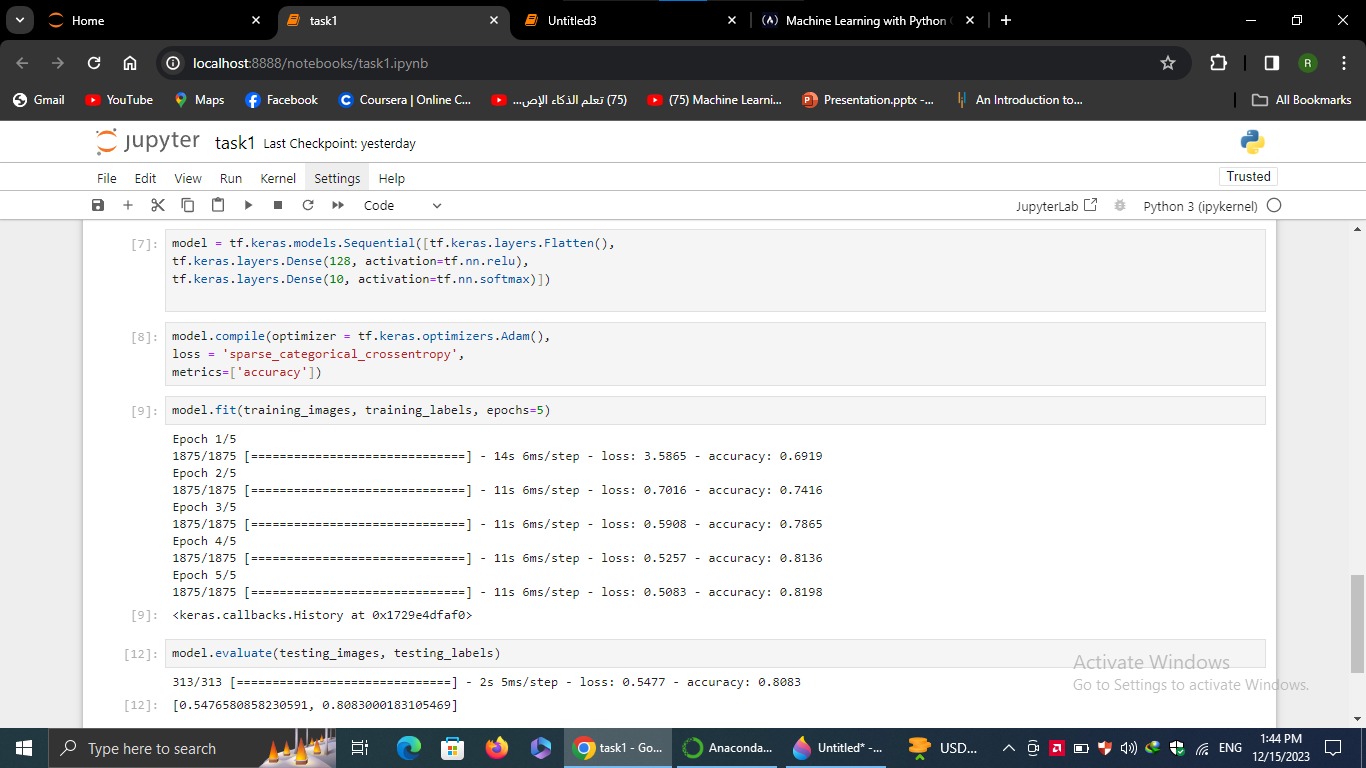 Home
task1
Untitled3
Machine Learning with Python
localhost:8888/notebooks/task1.ipynb
R
Gmail
YouTube
Maps
Facebook
Coursera | Online C...
(75) تعلم الذكاء الإص...
(75) Machine Learni...
Presentation.pptx -...
An Introduction to...
All Bookmarks
jupyter task1 Last Checkpoint: yesterday
File Edit View Run Kernel Settings Help
Trusted
Code
JupyterLab
Python 3 (ipykernel)
[7]: model = tf.keras.models.Sequential([tf.keras.layers.Flatten(),
tf.keras.layers.Dense(128, activation=tf.nn.relu),
tf.keras.layers.Dense(10, activation=tf.nn.softmax)])
[8]: model.compile(optimizer = tf.keras.optimizers.Adam(),
loss = 'sparse_categorical_crossentropy',
metrics=['accuracy'])
[9]: model.fit(training_images, training_labels, epochs=5)
Epoch 1/5
1875/1875 [==============================] - 14s 6ms/step - loss: 3.5865 - accuracy: 0.6919
Epoch 2/5
1875/1875 [==============================] - 11s 6ms/step - loss: 0.7016 - accuracy: 0.7416
Epoch 3/5
1875/1875 [==============================] - 11s 6ms/step - loss: 0.5908 - accuracy: 0.7865
Epoch 4/5
1875/1875 [==============================] - 11s 6ms/step - loss: 0.5257 - accuracy: 0.8136
Epoch 5/5
1875/1875 [==============================] - 11s 6ms/step - loss: 0.5083 - accuracy: 0.8198
[9]: <keras.callbacks.History at 0x1729e4dfaf0>
[12]: model.evaluate(testing_images, testing_labels)
313/313 [==============================] - 2s 5ms/step - loss: 0.5477 - accuracy: 0.8083
[12]: [0.5476580858230591, 0.8083000183105469]
Activate Windows
Go to Settings to activate Windows.
Type here to search
task1 - Go...
Anaconda...
Untitled* -...
USD...
ENG
1:44 PM
12/15/2023